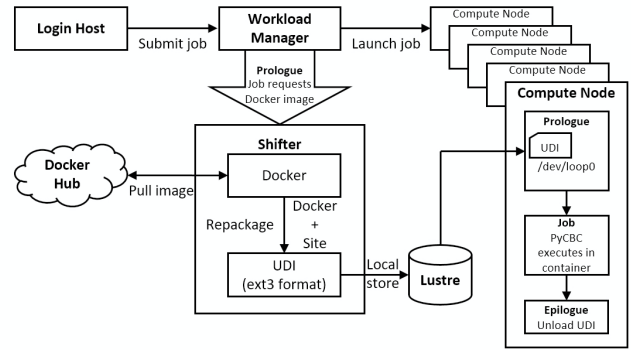 Login Host
Submit job
Workload
Manager
Launch job
Compute Node
Compute Node
Compute Node
Compute Node
Compute Node
Prologue
Job requests
Docker image
Shifter
Docker
Hub
Pull image
Docker
Repackage
Docker
+
Site
UDI
(ext3 format)
Local
store
Lustre
Prologue
UDI
/dev/loop0
Job
PyCBC
executes in
container
Epilogue
Unload UDI